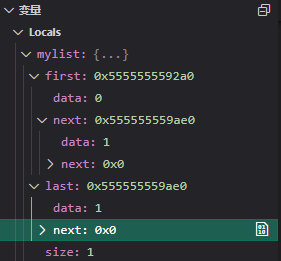 变量
Locals
mylist: {...}
first: 0x5555555592a0
data: 0
next: 0x555555559ae0
data: 1
next: 0x0
last: 0x555555559ae0
data: 1
next: 0x0
size: 1